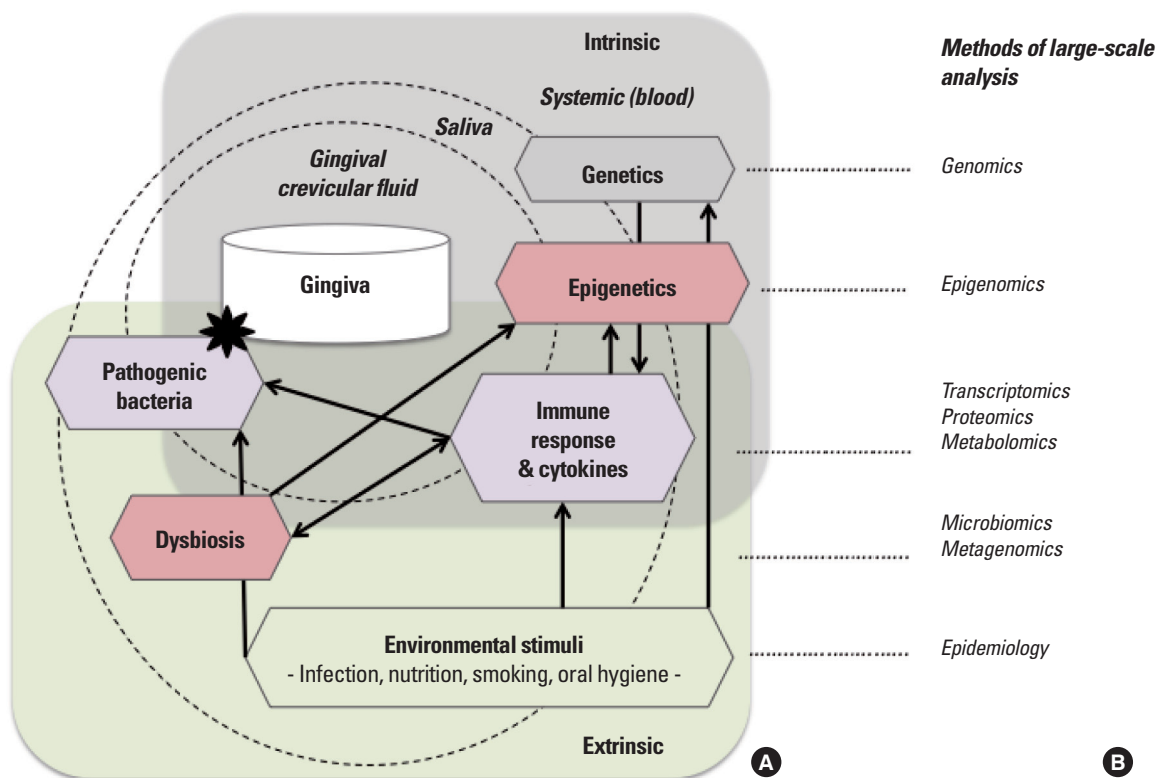 Intrinsic
Systemic (blood)
Saliva
Gingival
crevicular fluid
Genetics
Gingiva
Epigenetics
Pathogenic
bacteria
Immune
response
& cytokines
Dysbiosis
Environmental stimuli
- Infection, nutrition, smoking, oral hygiene -
Extrinsic
A
Methods of large-scale
analysis
Genomics
Epigenomics
Transcriptomics
Proteomics
Metabolomics
Microbiomics
Metagenomics
Epidemiology
B